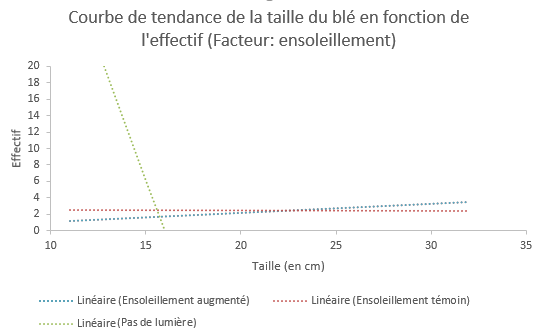 Courbe de tendance de la taille du blé en fonction de
l'effectif (Facteur: ensoleillement)
20
18
16
14
12
10
8
6
4
2
0
Effectif
10 15 20 25 30 35
Taille (en cm)
Linéaire (Ensoleillement augmenté) Linéaire (Ensoleillement témoin)
Linéaire (Pas de lumière)